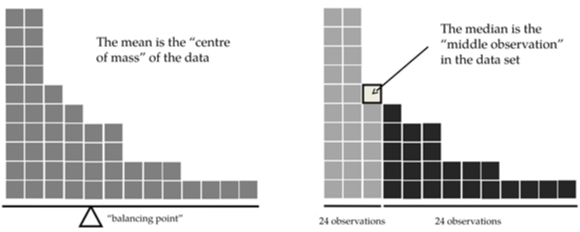 The mean is the “centre
of mass” of the data
“balancing point”
The median is the
“middle observation”
in the data set
24 observations
24 observations